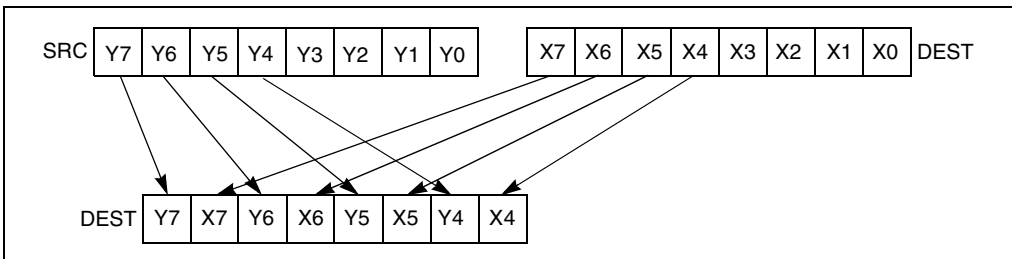 SRC Y7 Y6 Y5 Y4 Y3 Y2 Y1 Y0 X7 X6 X5 X4 X3 X2 X1 X0 DEST
DEST Y7 X7 Y6 X6 Y5 X5 Y4 X4